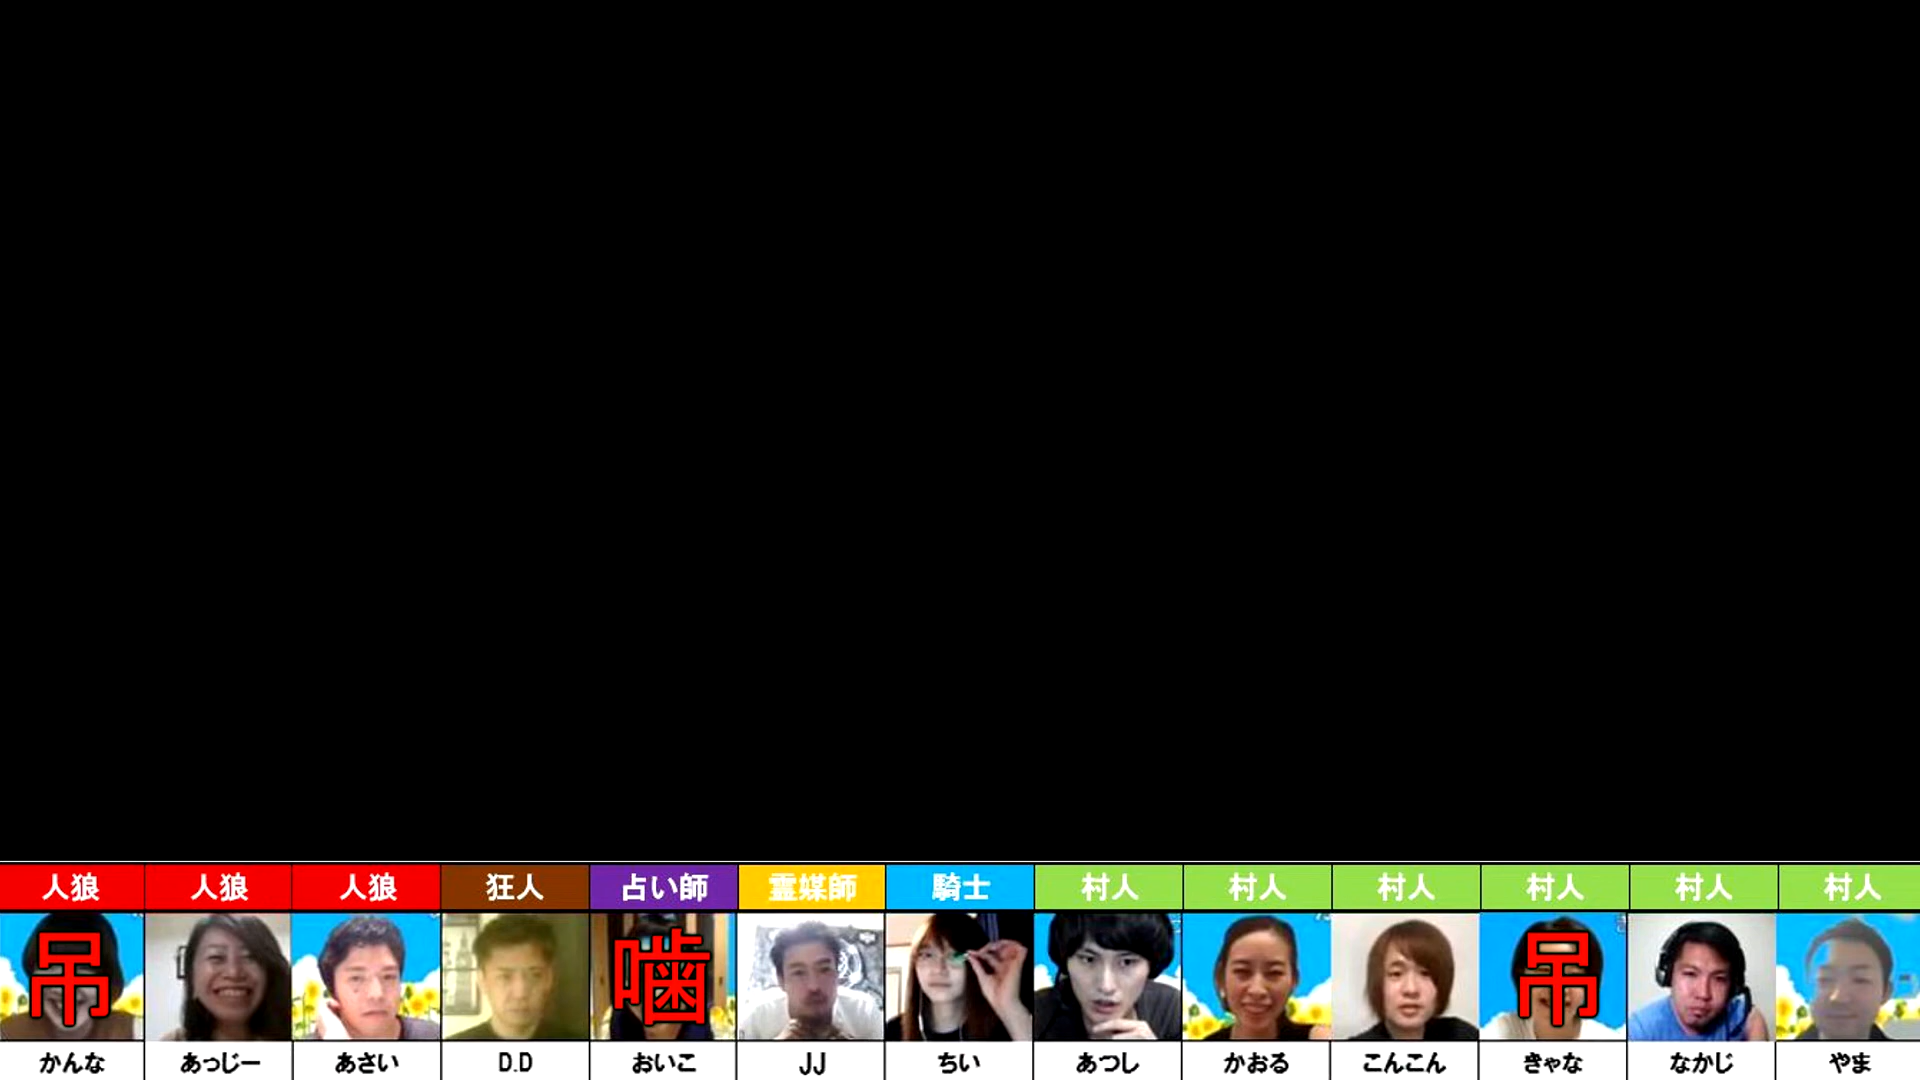 人狼 人狼 人狼 狂人 占い師 霊媒師 騎士 村人 村人 村人 村人 村人 村人
吊 噛 吊
かんな あっじー あさい D.D おいこ JJ ちい あつし かおる こんこん きゃな なかじ やま